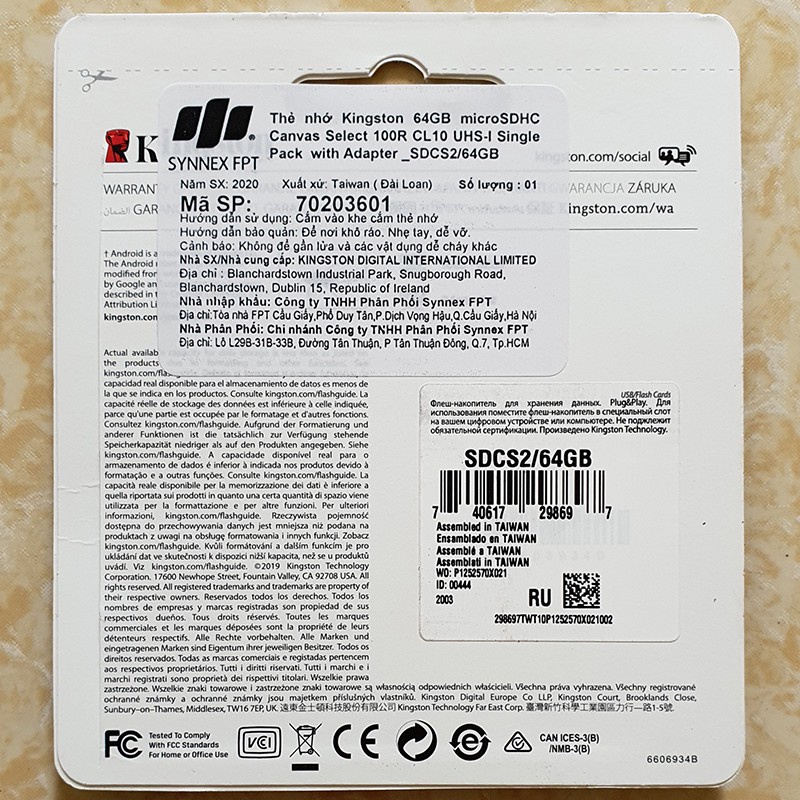 Thẻ nhớ Kingston 64GB microSDHC
Canvas Select 100R CL10 UHS-I Single
Pack with Adapter _SDCS2/64GB
SYNNEX FPT
Năm SX: 2020 Xuất xứ: Taiwan ( Đài Loan) Số lượng : 01
Mã SP: 70203601
Hướng dẫn sử dụng: Cắm vào khe cắm thẻ nhớ
Hướng dẫn bảo quản: Để nơi khô ráo. Nhẹ tay, dễ vỡ.
Cảnh báo: Không để gần lửa và các vật dụng dễ cháy khác
Nhà SX/Nhà cung cấp: KINGSTON DIGITAL INTERNATIONAL LIMITED
Địa chỉ : Blanchardstown Industrial Park, Snugborough Road,
Blanchardstown, Dublin 15, Republic of Ireland
Nhà nhập khẩu: Công ty TNHH Phân Phối Synnex FPT
Địa chỉ:Tòa nhà FPT Cầu Giấy,Phố Duy Tân,P.Dịch Vọng Hậu,Q.Cầu Giấy,Hà Nội
Nhà Phân Phối: Chi nhánh Công ty TNHH Phân Phối Synnex FPT
Địa chỉ: Lô L29B-31B-33B, Đường Tân Thuận, P Tân Thuận Đông, Q.7, Tp.HCM
kingston.com/social
WARRANT
GARANCJA ZÁRUKA
الضمان GAR
kingston.com/wa
† Android is a
The Android r
modified from
by Google and
described in t
Attribution Li
kingston.com
Actual availab
the products
kingston.com/flashguide.
capacidad real disponible para el almacenamiento de datos es menos de
la que se indica en los productos. Consulte kingston.com/flashguide. La
capacité réelle de stockage des données est inférieure à celle indiquée,
parce qu'une partie est occupée par le formatage et d'autres fonctions.
Consultez kingston.com/flashguide. Aufgrund der Formatierung und
anderer Funktionen ist die tatsächlich zur Verfügung stehende
Speicherkapazität niedriger als auf den Produkten angegeben. Siehe
kingston.com/flashguide. A capacidade disponível real para o
armazenamento de dados é inferior à indicada nos produtos devido à
formatação e a outras funções. Consulte kingston.com/flashguide. La
capacità reale disponibile per la memorizzazione dei dati è inferiore a
quella riportata sui prodotti in quanto una certa quantità di spazio viene
utilizzata per la formattazione e per altre funzioni. Per ulteriori
informazioni, kingston.com/flashguide. Rzeczywista pojemność
dostępna do przechowywania danych jest mniejsza niż podana na
produktach z uwagi na obsługę formatowania i innych funkcji. Zobacz
kingston.com/flashguide. Kvůli formátování a dalším funkcím je pro
ukládání dat ve skutečnosti k dispozici nižší kapacita, než se u produktů
uvádí. Viz kingston.com/flashguide. ©2019 Kingston Technology
Corporation. 17600 Newhope Street, Fountain Valley, CA 92708 USA. All
rights reserved. All registered trademarks and trademarks are property of
their respective owners. Reservados todos los derechos. Todos los
nombres de empresas y marcas registradas son propiedad de sus
respectivos dueños. Tous droits réservés. Toutes les marques
commerciales et les marques déposées sont la propriété de leurs
détenteurs respectifs. Alle Rechte vorbehalten. Alle Marken und
eingetragenen Marken sind Eigentum ihrer jeweiligen Besitzer. Todos os
direitos reservados. Todas as marcas comerciais e registradas pertencem
aos respectivos proprietários. Tutti i diritti riservati. Tutti i marchi e i
marchi registrati sono proprietà dei rispettivi titolari. Wszelkie prawa
zastrzeżone. Wszelkie znaki towarowe i zastrzeżone znaki towarowe są własnością odpowiednich właścicieli. Všechna práva vyhrazena. Všechny registrované
ochranné známky a ochranné známky jsou majetkem příslušných vlastníků. Kingston Digital Europe Co LLP, Kingston Court, Brooklands Close,
Sunbury-on-Thames, Middlesex, TW16 7EP, UK. 遠東金士頓科技股份有限公司 Kingston Technology Far East Corp. 臺灣新竹科學工業園區力行一路1-5號.
USB/Flash Cards
Флеш-накопитель для хранения данных. Plug&Play. Для
использования поместите флеш-накопитель в специальный слот
на вашем цифровом устройстве или компьютере. Не подлежит
обязательной сертификации. Произведено Kingston Technology.
SDCS2/64GB
7 40617 29869 7
Assembled in TAIWAN
Ensamblado en TAIWAN
Assemblé a TAIWAN
Assemblati in TAIWAN
WO: P1252570X021
ID: 00444
2003 RU
298697TWT10P1252570X021002
FC Tested To Comply
With FCC Standards
For Home or Office Use
VCI
CE
CAN ICES-3(B)
/NMB-3(B)
6606934B